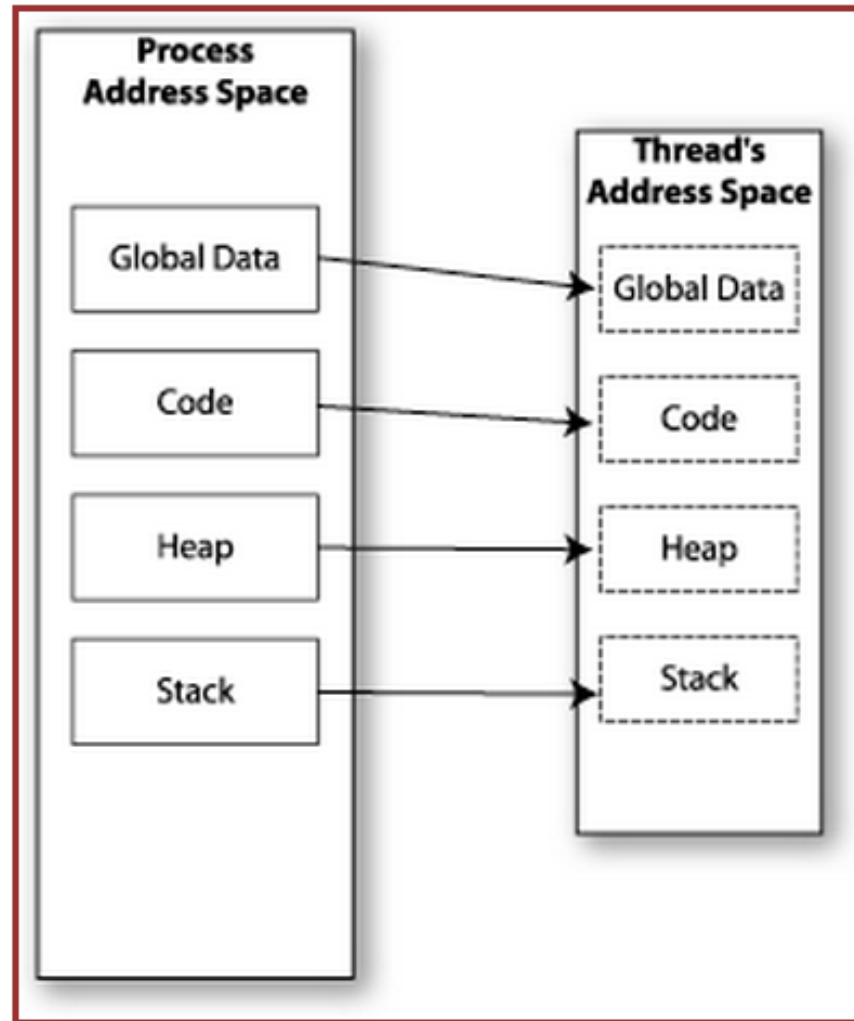 Process
Address Space
Global Data
Code
Heap
Stack
Thread's
Address Space
Global Data
Code
Heap
Stack